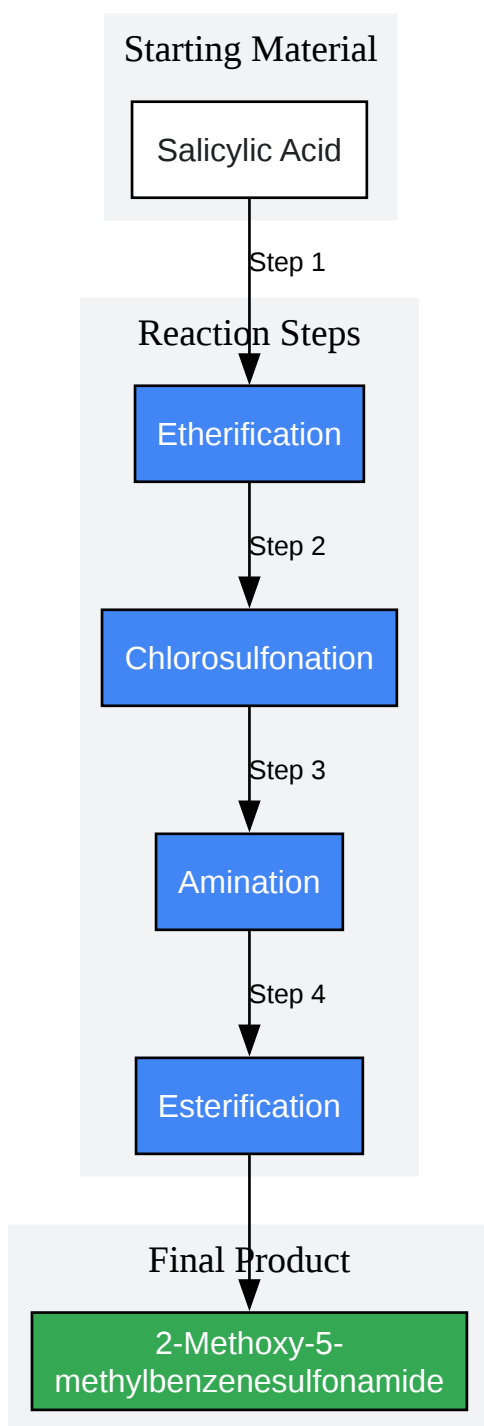 Starting Material
Salicylic Acid
Step 1
Reaction Steps
Etherification
Step 2
Chlorosulfonation
Step 3
Amination
Step 4
Esterification
Final Product
2-Methoxy-5-
methylbenzenesulfonamide